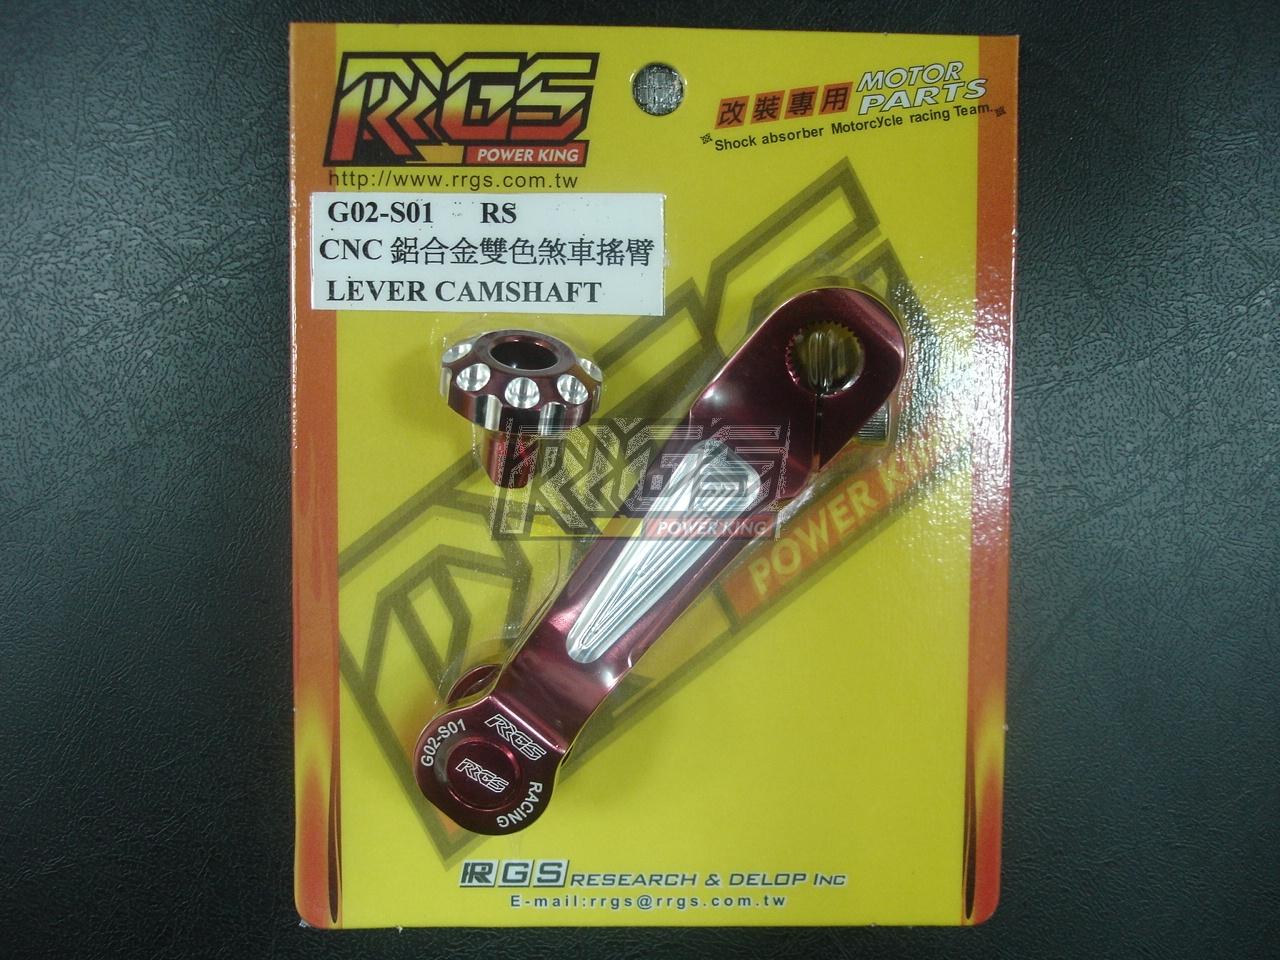 RRGS
POWER KING
http://www.rrgs.com.tw
改裝專用 MOTOR PARTS
Shock absorber Motorcycle racing Team.
G02-S01 RS
CNC 鋁合金雙色煞車搖臂
LEVER CAMSHAFT
RRGS
POWER KING
POWER KING
G02-S01
RRGS
RRGS
RACING
RRGS RESEARCH & DELOP INC
E-mail:rrgs@rrgs.com.tw